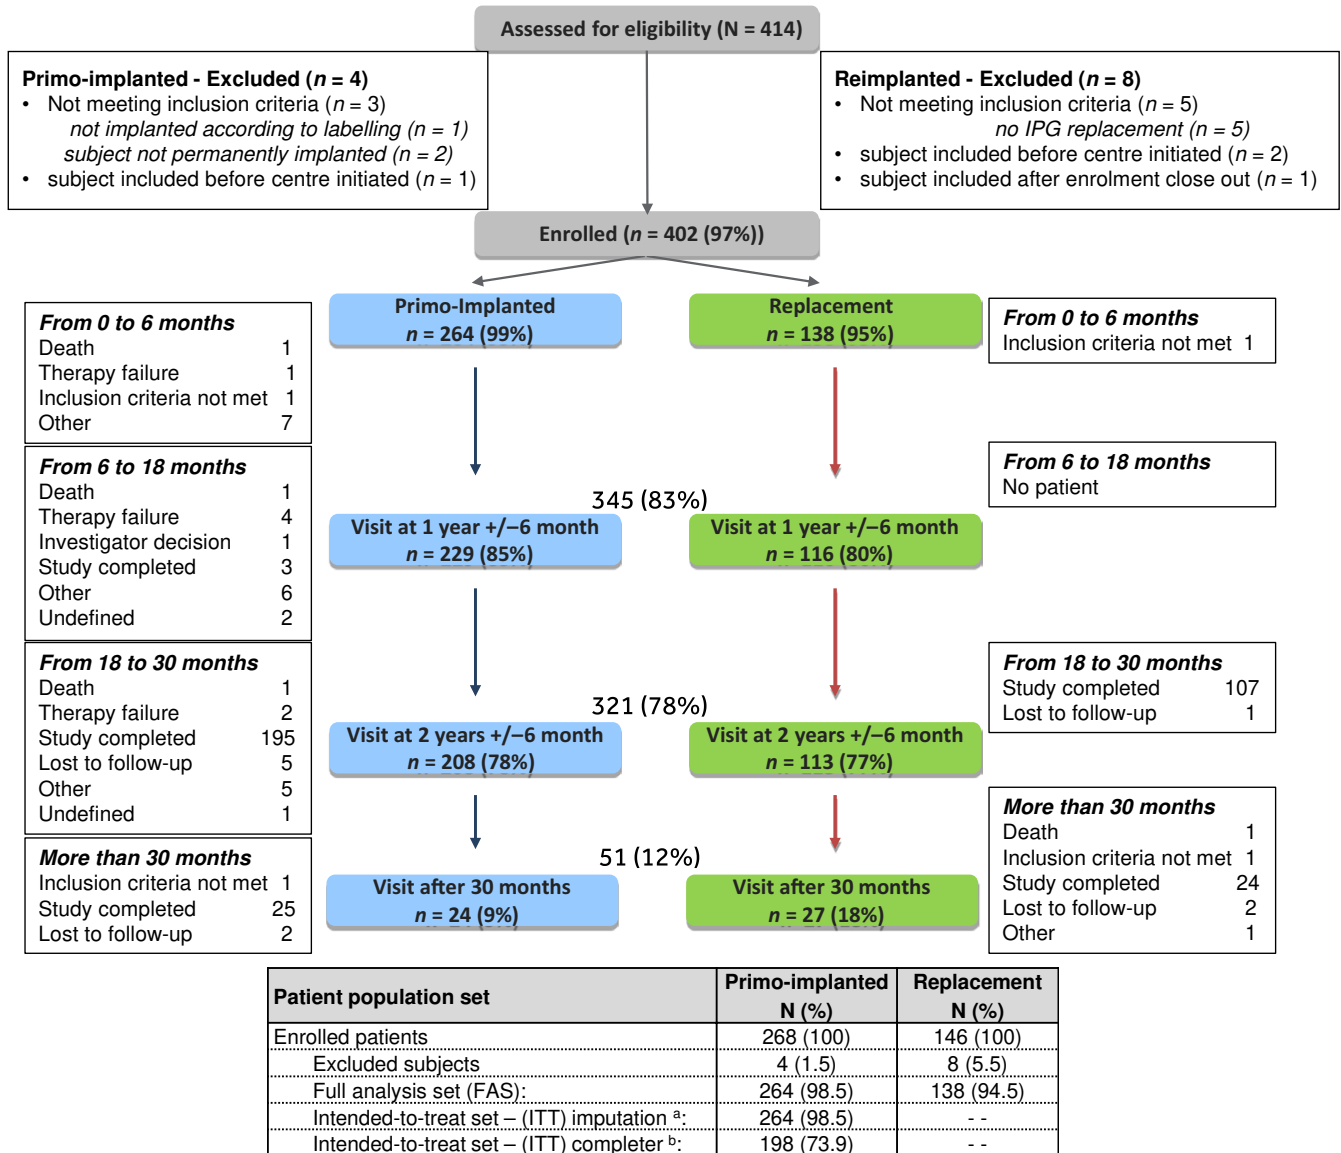 Assessed for eligibility (N = 414)
Primo-implanted - Excluded (n = 4)
• Not meeting inclusion criteria (n = 3)
not implanted according to labelling (n = 1)
subject not permanently implanted (n = 2)
• subject included before centre initiated (n = 1)
Reimplanted - Excluded (n = 8)
• Not meeting inclusion criteria (n = 5)
no IPG replacement (n = 5)
• subject included before centre initiated (n = 2)
• subject included after enrolment close out (n = 1)
Enrolled (n = 402 (97%))
Primo-Implanted
n = 264 (99%)
Replacement
n = 138 (95%)
From 0 to 6 months
Death 1
Therapy failure 1
Inclusion criteria not met 1
Other 7
From 0 to 6 months
Inclusion criteria not met 1
From 6 to 18 months
Death 1
Therapy failure 4
Investigator decision 1
Study completed 3
Other 6
Undefined 2
From 6 to 18 months
No patient
345 (83%)
Visit at 1 year +/−6 month
n = 229 (85%)
Visit at 1 year +/−6 month
n = 116 (80%)
From 18 to 30 months
Death 1
Therapy failure 2
Study completed 195
Lost to follow-up 5
Other 5
Undefined 1
From 18 to 30 months
Study completed 107
Lost to follow-up 1
321 (78%)
Visit at 2 years +/−6 month
n = 208 (78%)
Visit at 2 years +/−6 month
n = 113 (77%)
More than 30 months
Inclusion criteria not met 1
Study completed 25
Lost to follow-up 2
More than 30 months
Death 1
Inclusion criteria not met 1
Study completed 24
Lost to follow-up 2
Other 1
51 (12%)
Visit after 30 months
n = 24 (9%)
Visit after 30 months
n = 27 (18%)
Patient population set Primo-implanted N (%) Replacement N (%)
Enrolled patients 268 (100) 146 (100)
Excluded subjects 4 (1.5) 8 (5.5)
Full analysis set (FAS): 264 (98.5) 138 (94.5)
Intended-to-treat set – (ITT) imputation a: 264 (98.5) - -
Intended-to-treat set – (ITT) completer b: 198 (73.9) - -